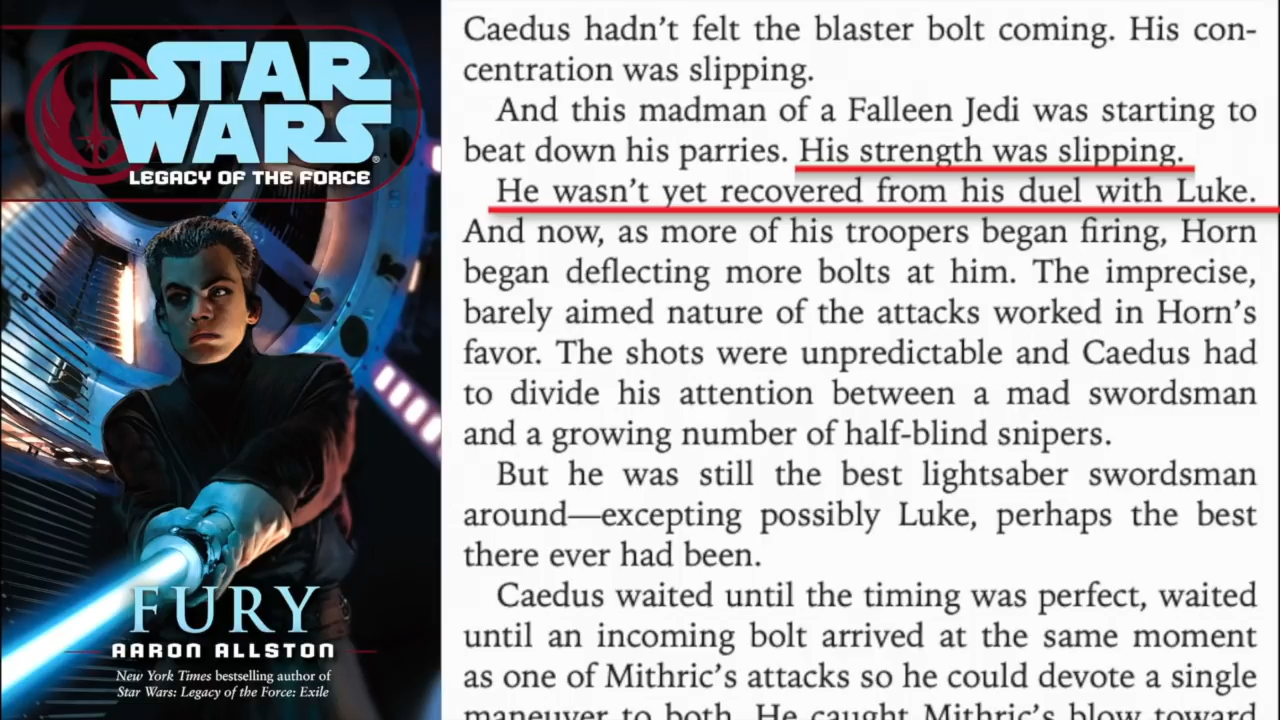 STAR
WARS
®
LEGACY OF THE FORCE
FURY
AARON ALLSTON
New York Times bestselling author of
Star Wars: Legacy of the Force: Exile
Caedus hadn’t felt the blaster bolt coming. His con-
centration was slipping.
And this madman of a Falleen Jedi was starting to
beat down his parries. His strength was slipping.
He wasn’t yet recovered from his duel with Luke.
And now, as more of his troopers began firing, Horn
began deflecting more bolts at him. The imprecise,
barely aimed nature of the attacks worked in Horn’s
favor. The shots were unpredictable and Caedus had
to divide his attention between a mad swordsman
and a growing number of half-blind snipers.
But he was still the best lightsaber swordsman
around—excepting possibly Luke, perhaps the best
there ever had been.
Caedus waited until the timing was perfect, waited
until an incoming bolt arrived at the same moment
as one of Mithric’s attacks so he could devote a single
maneuver to both. He caught Mithric’s blow toward